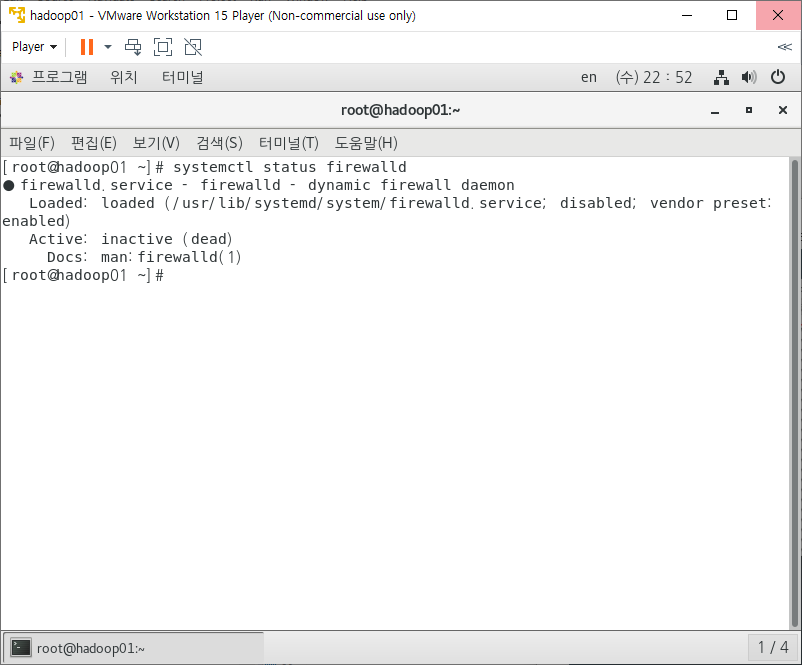 hadoop01 - VMware Workstation 15 Player (Non-commercial use only)
Player
프로그램 위치 터미널 en (수) 22 : 52
root@hadoop01:~
파일(F) 편집(E) 보기(V) 검색(S) 터미널(T) 도움말(H)
[root@hadoop01 ~]# systemctl status firewalld
● firewalld.service - firewalld - dynamic firewall daemon
Loaded: loaded (/usr/lib/systemd/system/firewalld.service; disabled; vendor preset:
enabled)
Active: inactive (dead)
Docs: man:firewalld(1)
[root@hadoop01 ~]#
root@hadoop01:~ 1 / 4